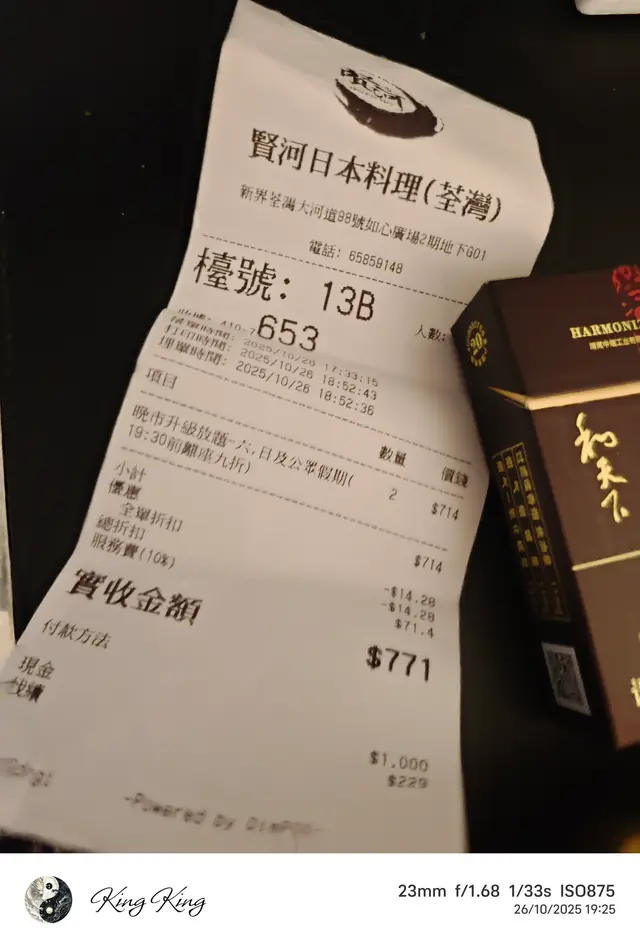 賢河日本料理(荃灣)
新界荃灣大河道98號如心廣場2期地下G01
電話: 65859148
檯號: 13B
人數:
653
2025/10/26 17:33:15
打印時間: 2025/10/26 18:52:43
埋單時間: 2025/10/26 18:52:36
項目 數量 價錢
晚市升級放題-六,日及公眾假期( 2 $714
19:30前離座九折)
小計 $714
優惠
全單折扣 -$14.28
總折扣 -$14.28
服務費(10%) $71.4
實收金額 $771
付款方法
現金 $1,000
找續 $229
-Powered by DimPOS-
HARMONI
和天下
King King
23mm f/1.68 1/33s ISO875
26/10/2025 19:25